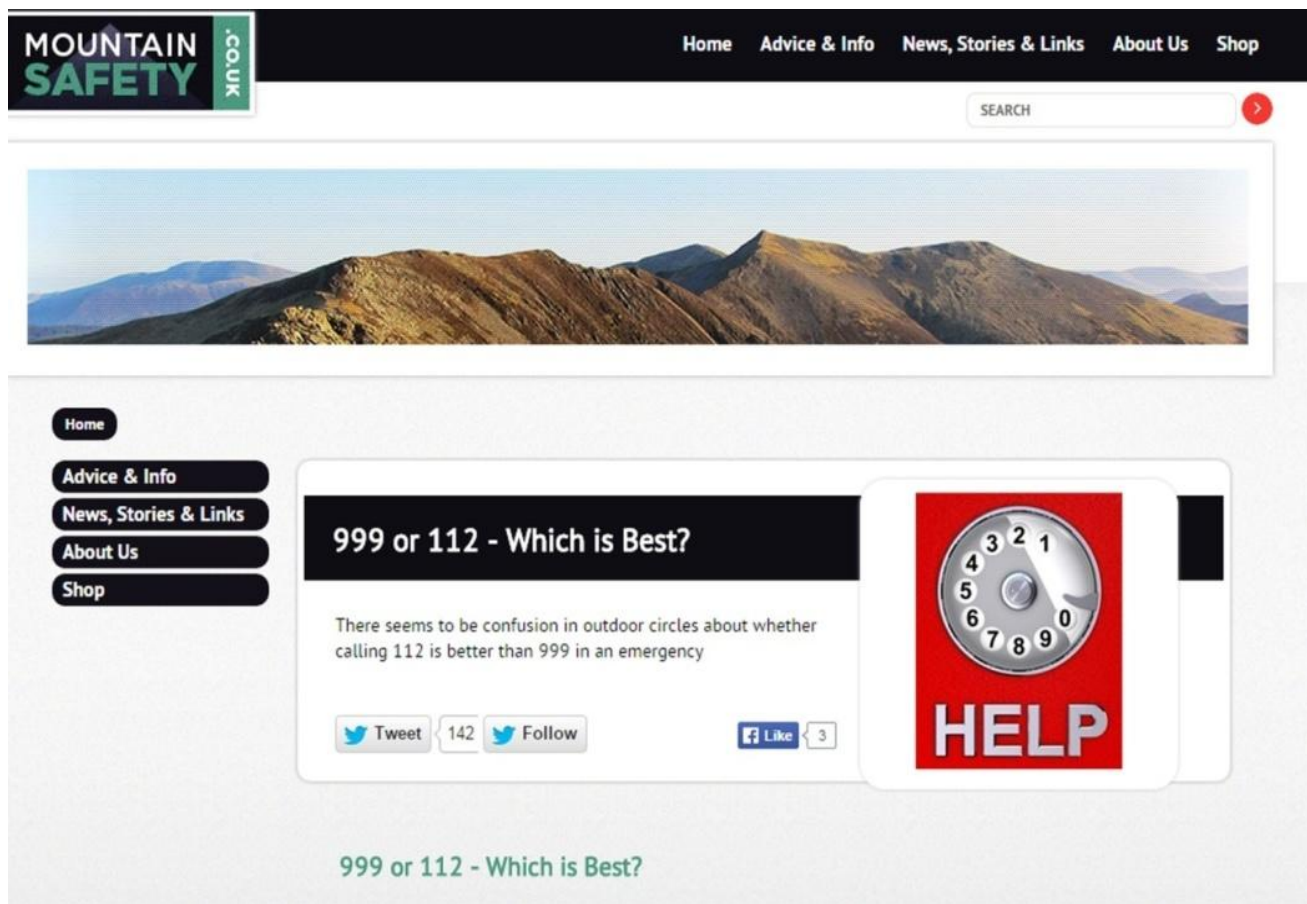 MOUNTAIN
SAFETY
.co.uk
Home Advice & Info News, Stories & Links About Us Shop
SEARCH
Home
Advice & Info
News, Stories & Links
About Us
Shop
999 or 112 - Which is Best?
There seems to be confusion in outdoor circles about whether
calling 112 is better than 999 in an emergency
Tweet 142 Follow
Like 3
3 2 1
4
5
6 0
7 8 9
HELP
999 or 112 - Which is Best?